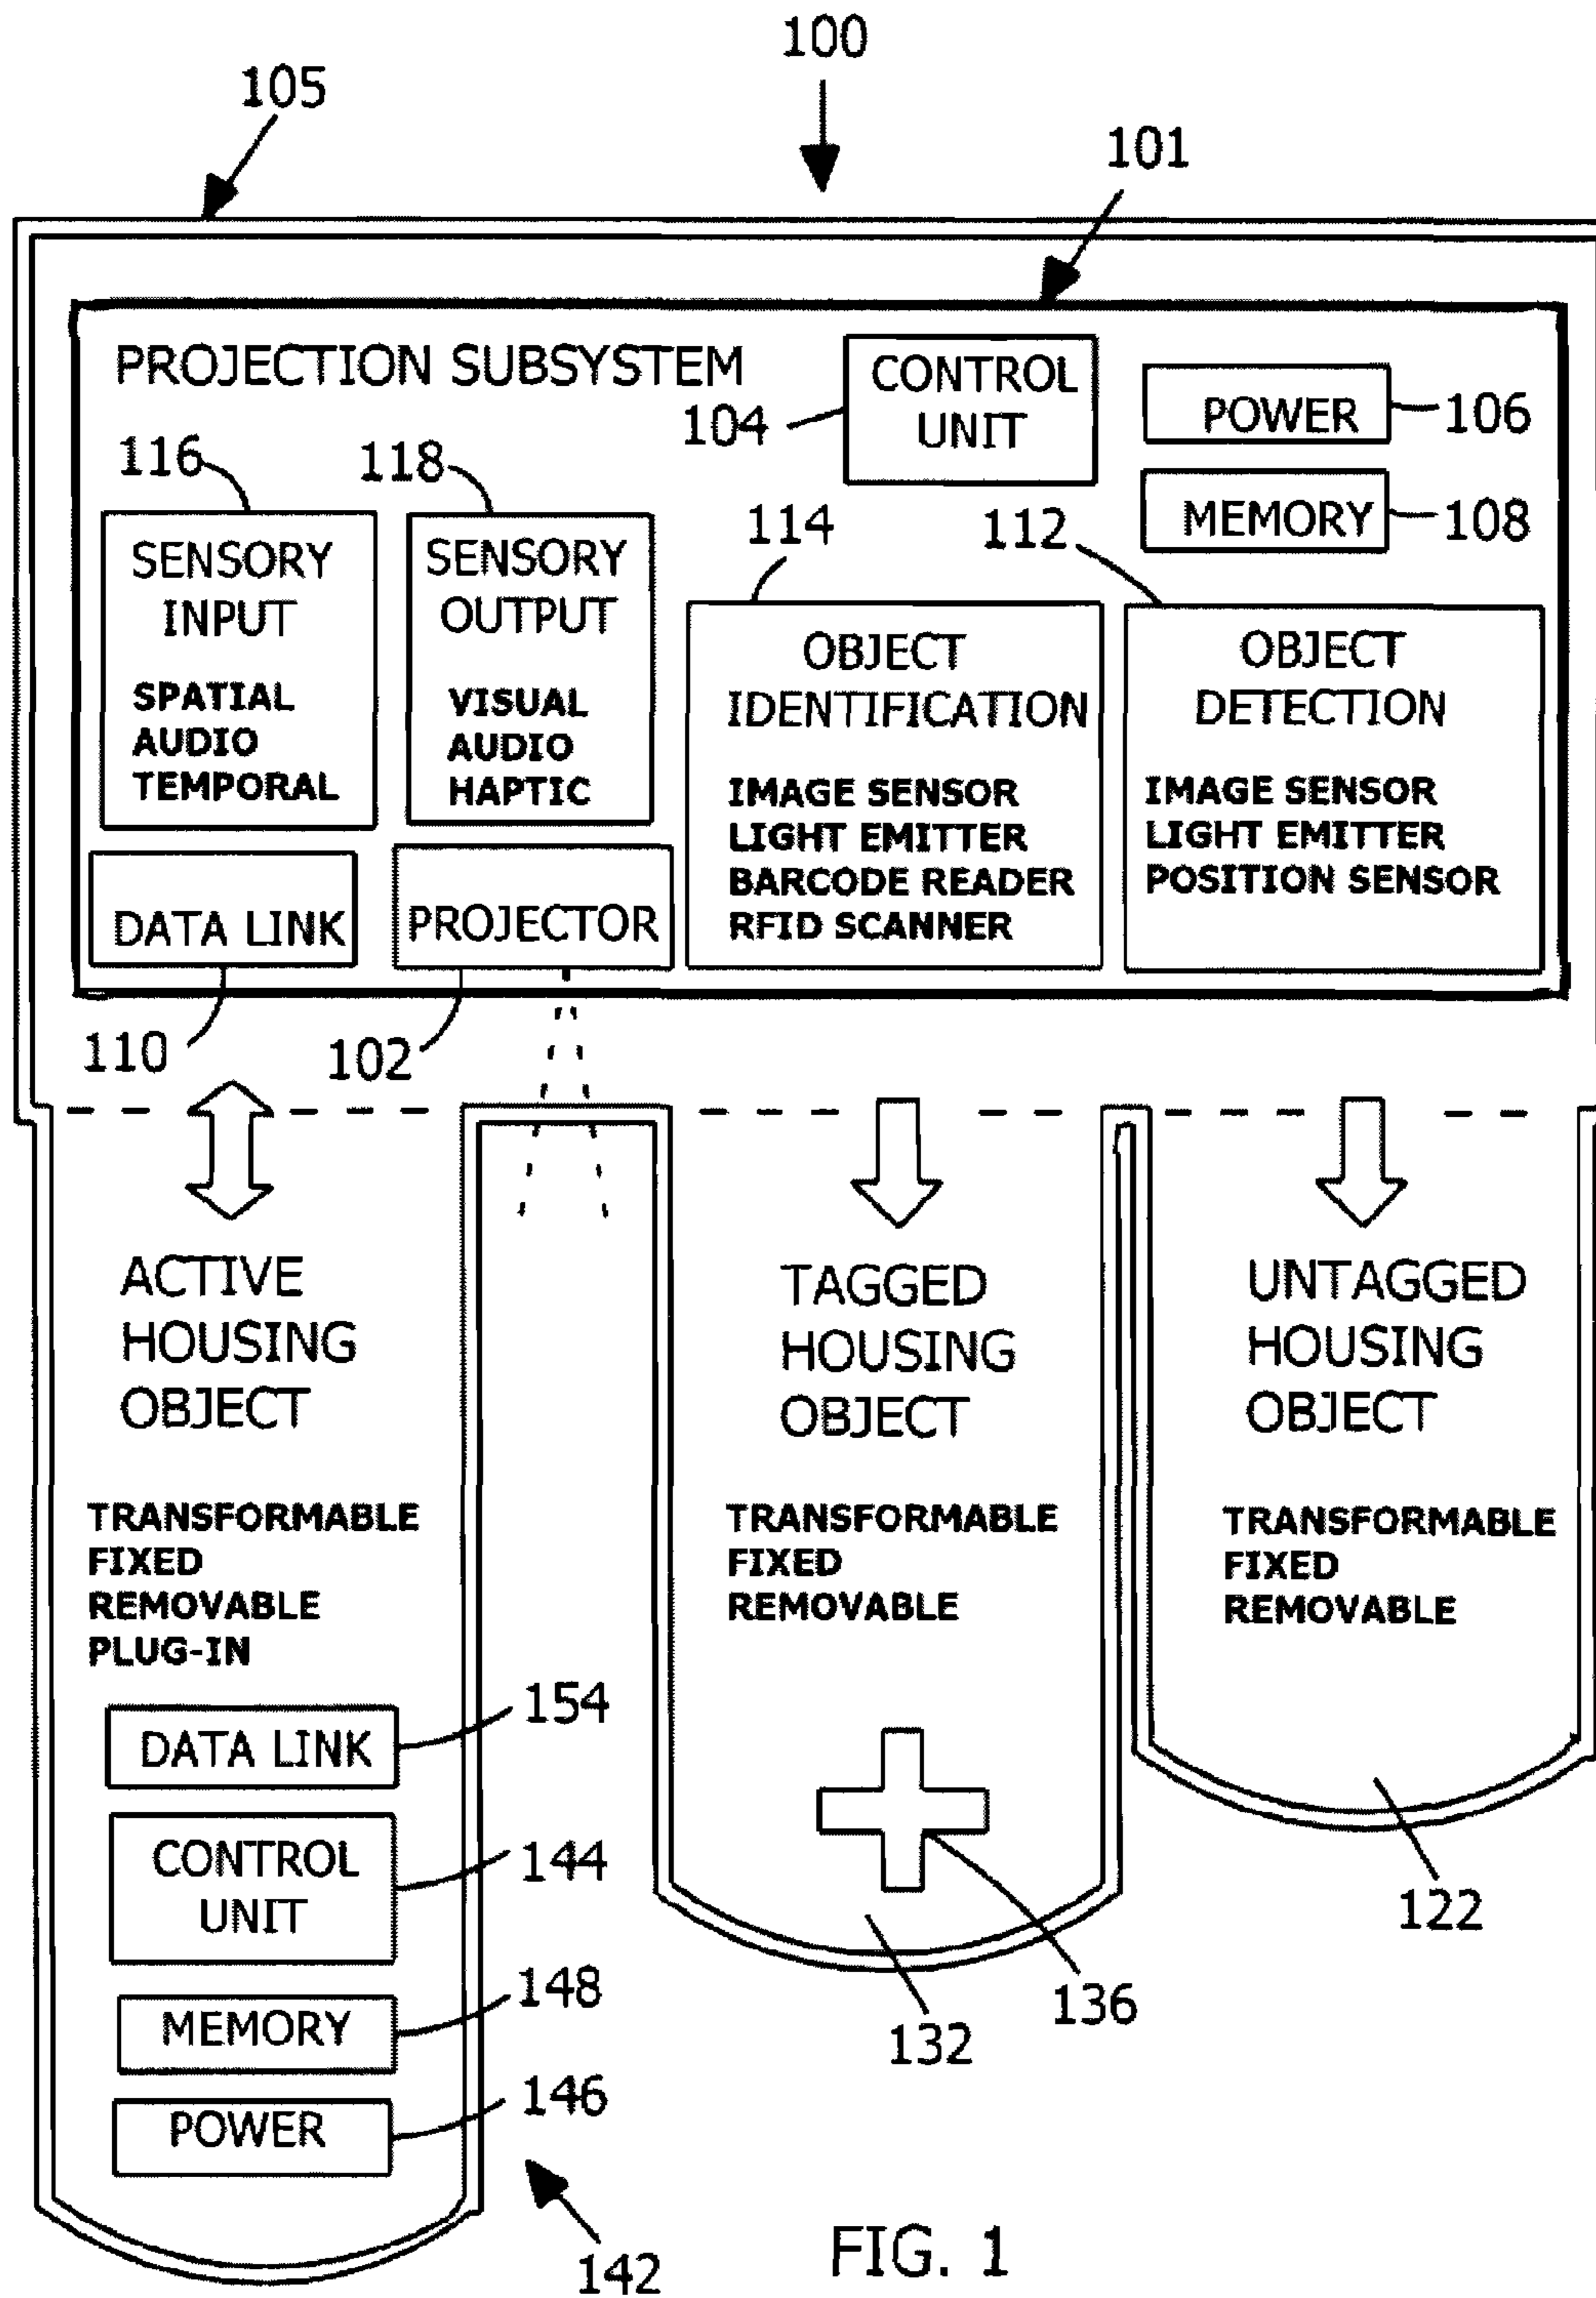 100
105
101
PROJECTION SUBSYSTEM
CONTROL
UNIT
104
POWER
106
MEMORY
108
116
118
114
112
SENSORY
INPUT
SPATIAL
AUDIO
TEMPORAL
SENSORY
OUTPUT
VISUAL
AUDIO
HAPTIC
OBJECT
IDENTIFICATION
IMAGE SENSOR
LIGHT EMITTER
BARCODE READER
RFID SCANNER
OBJECT
DETECTION
IMAGE SENSOR
LIGHT EMITTER
POSITION SENSOR
DATA LINK
PROJECTOR
110
102
ACTIVE
HOUSING
OBJECT
TRANSFORMABLE
FIXED
REMOVABLE
PLUG-IN
DATA LINK
154
CONTROL
UNIT
144
MEMORY
148
POWER
146
142
TAGGED
HOUSING
OBJECT
TRANSFORMABLE
FIXED
REMOVABLE
136
132
UNTAGGED
HOUSING
OBJECT
TRANSFORMABLE
FIXED
REMOVABLE
122
FIG. 1